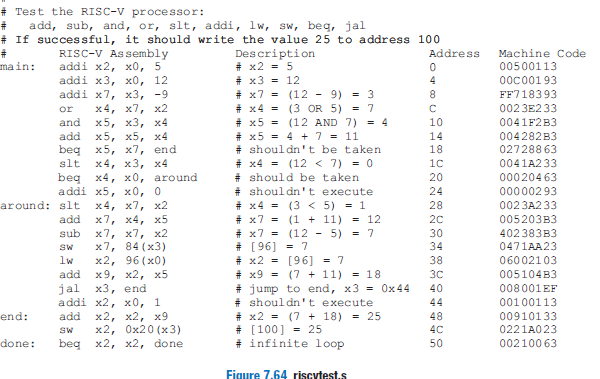 # Test the RISC-V processor:
# add, sub, and, or, slt, addi, lw, sw, beq, jal
# If successful, it should write the value 25 to address 100
# RISC-V Assembly Description Address Machine Code
main: addi x2, x0, 5 # x2 = 5 0 00500113
addi x3, x0, 12 # x3 = 12 4 00C00193
addi x7, x3, -9 # x7 = (12 - 9) = 3 8 FF718393
or x4, x7, x2 # x4 = (3 OR 5) = 7 C 0023E233
and x5, x3, x4 # x5 = (12 AND 7) = 4 10 0041F2B3
add x5, x5, x4 # x5 = 4 + 7 = 11 14 004282B3
beq x5, x7, end # shouldn't be taken 18 02728863
slt x4, x3, x4 # x4 = (12 < 7) = 0 1C 0041A233
beq x4, x0, around # should be taken 20 00020463
addi x5, x0, 0 # shouldn't execute 24 00000293
around: slt x4, x7, x2 # x4 = (3 < 5) = 1 28 0023A233
add x7, x4, x5 # x7 = (1 + 11) = 12 2C 005203B3
sub x7, x7, x2 # x7 = (12 - 5) = 7 30 402383B3
sw x7, 84(x3) # [96] = 7 34 0471AA23
lw x2, 96(x0) # x2 = [96] = 7 38 06002103
add x9, x2, x5 # x9 = (7 + 11) = 18 3C 005104B3
jal x3, end # jump to end, x3 = 0x44 40 008001EF
addi x2, x0, 1 # shouldn't execute 44 00100113
end: add x2, x2, x9 # x2 = (7 + 18) = 25 48 00910133
sw x2, 0x20(x3) # [100] = 25 4C 0221A023
done: beq x2, x2, done # infinite loop 50 00210063
Figure 7.64 riscvtest.s